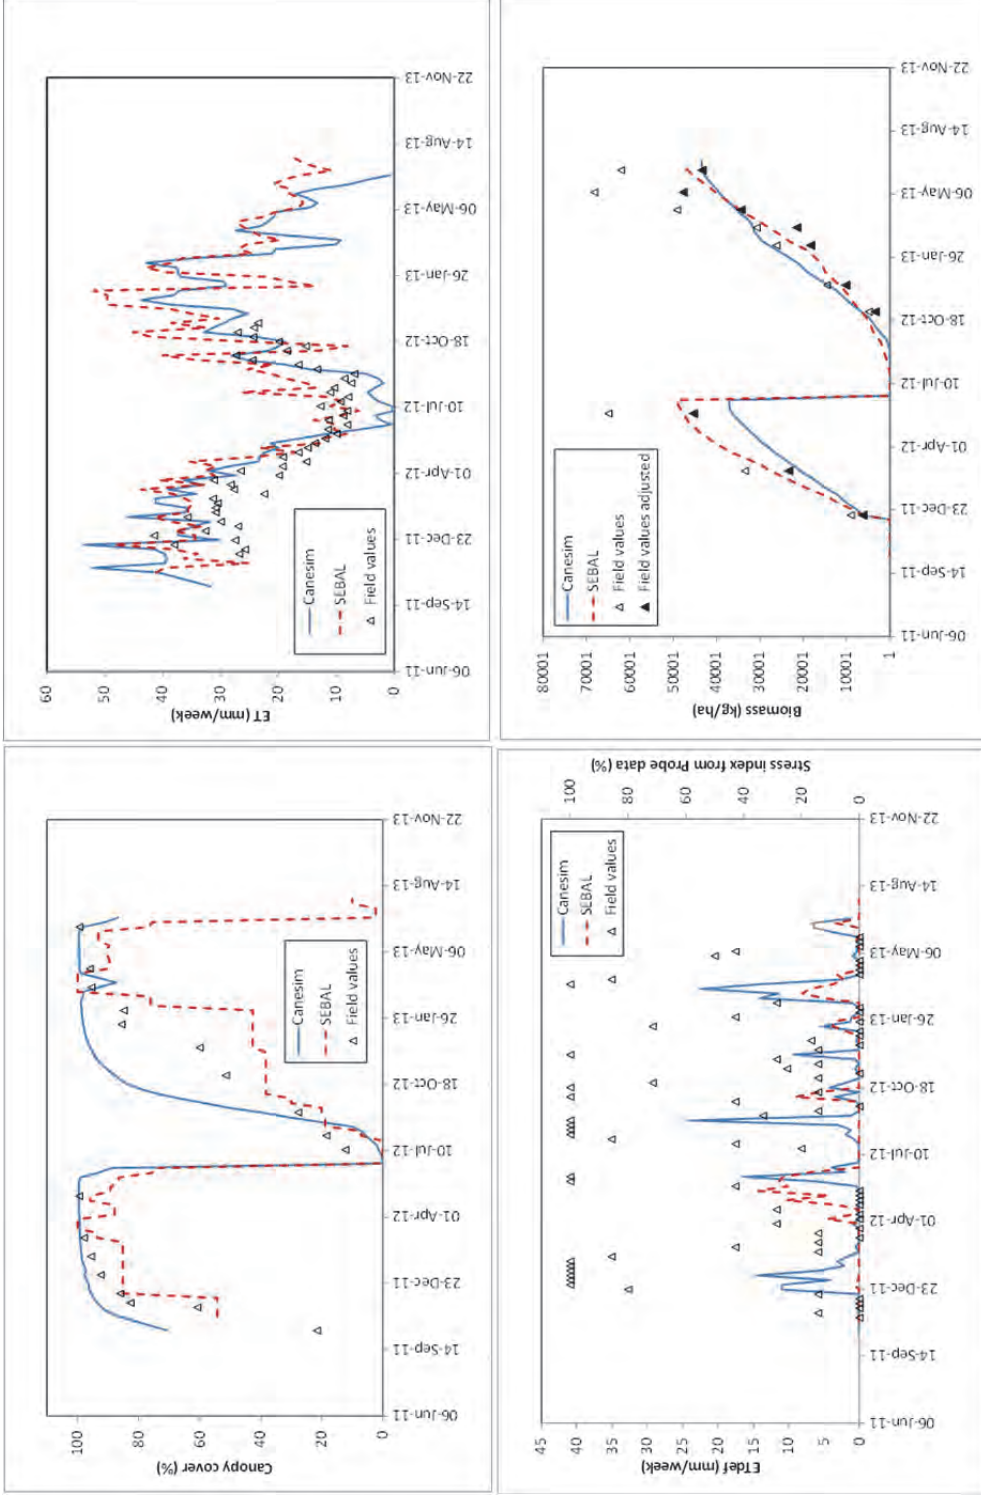 Canopy cover (%)
100
80
60
40
20
0
06-Jun-11
14-Sep-11
23-Dec-11
01-Apr-12
10-Jul-12
18-Oct-12
26-Jan-13
06-May-13
14-Aug-13
22-Nov-13
Canesim
SEBAL
Field values
ET (mm/week)
60
50
40
30
20
10
0
06-Jun-11
14-Sep-11
23-Dec-11
01-Apr-12
10-Jul-12
18-Oct-12
26-Jan-13
06-May-13
14-Aug-13
22-Nov-13
Canesim
SEBAL
Field values
ETdef (mm/week)
45
40
35
30
25
20
15
10
5
0
Stress index from Probe data (%)
100
80
60
40
20
0
06-Jun-11
14-Sep-11
23-Dec-11
01-Apr-12
10-Jul-12
18-Oct-12
26-Jan-13
06-May-13
14-Aug-13
22-Nov-13
Canesim
SEBAL
Field values
Biomass (kg/ha)
80001
70001
60001
50001
40001
30001
20001
10001
1
06-Jun-11
14-Sep-11
23-Dec-11
01-Apr-12
10-Jul-12
18-Oct-12
26-Jan-13
06-May-13
14-Aug-13
22-Nov-13
Canesim
SEBAL
Field values
Field values adjusted